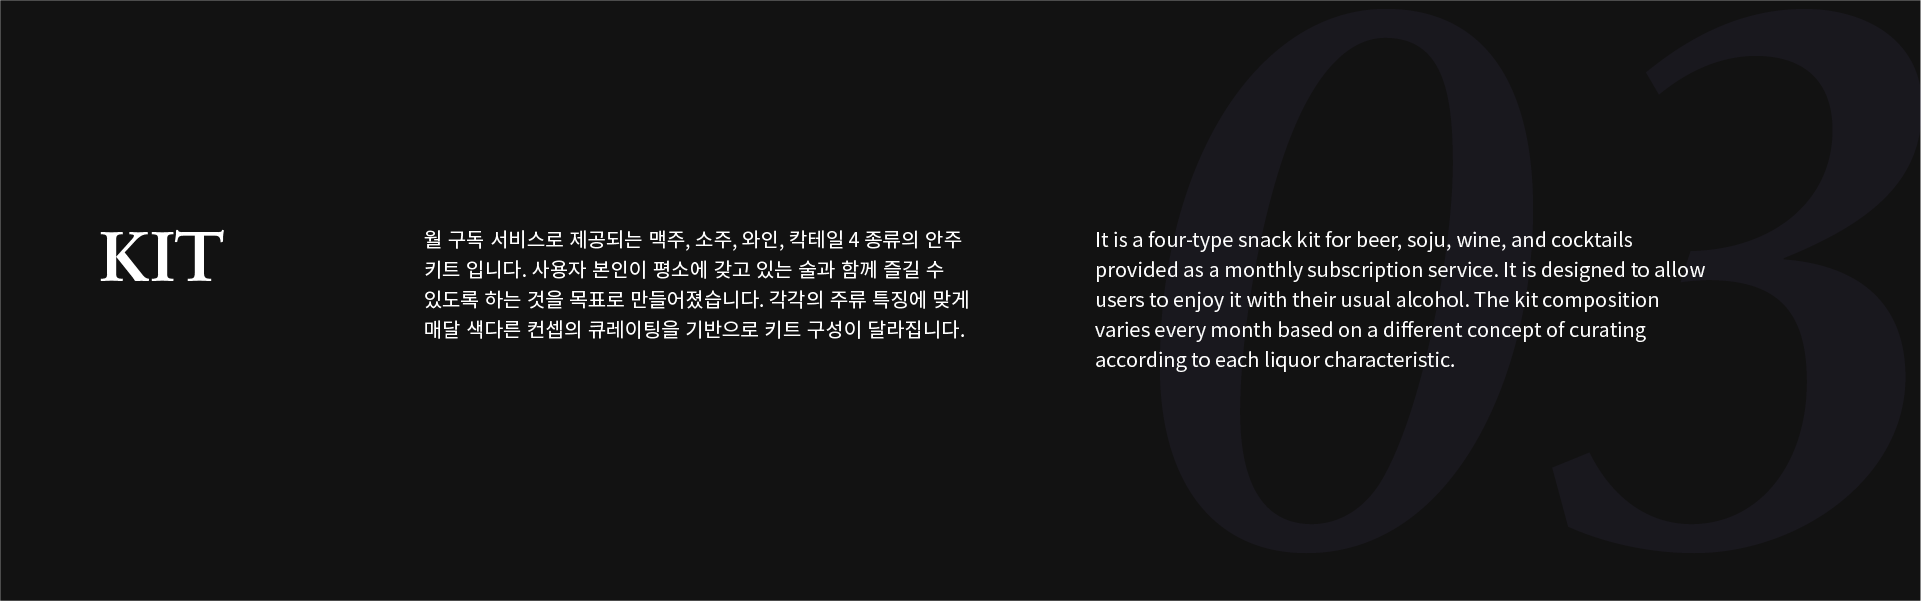 03
KIT
월 구독 서비스로 제공되는 맥주, 소주, 와인, 칵테일 4 종류의 안주
키트 입니다. 사용자 본인이 평소에 갖고 있는 술과 함께 즐길 수
있도록 하는 것을 목표로 만들어졌습니다. 각각의 주류 특징에 맞게
매달 색다른 컨셉의 큐레이팅을 기반으로 키트 구성이 달라집니다.
It is a four-type snack kit for beer, soju, wine, and cocktails
provided as a monthly subscription service. It is designed to allow
users to enjoy it with their usual alcohol. The kit composition
varies every month based on a different concept of curating
according to each liquor characteristic.